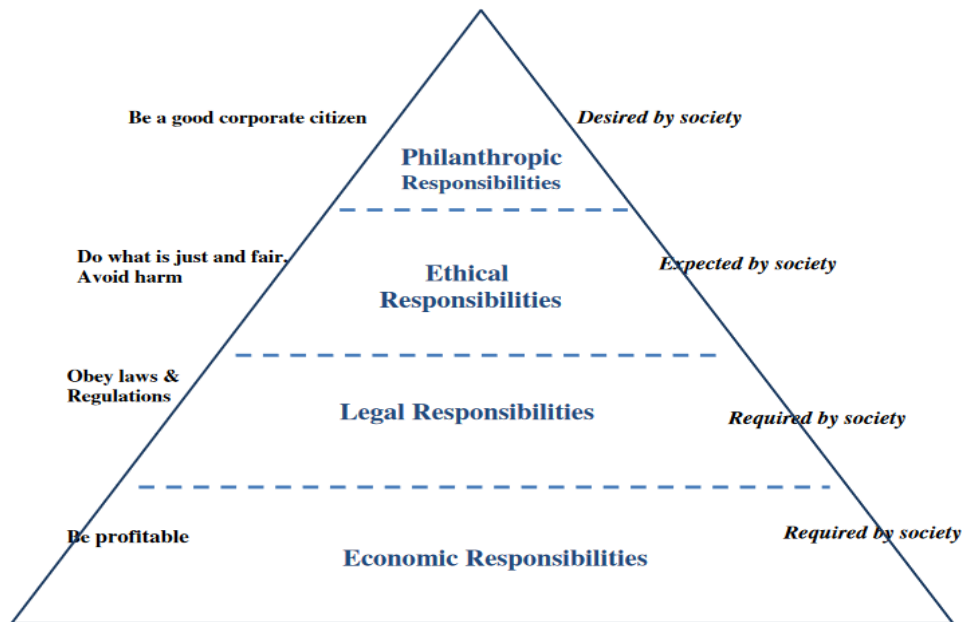 Be a good corporate citizen
Desired by society
Philanthropic
Responsibilities
Do what is just and fair,
Avoid harm
Expected by society
Ethical
Responsibilities
Obey laws &
Regulations
Legal Responsibilities
Required by society
Be profitable
Required by society
Economic Responsibilities